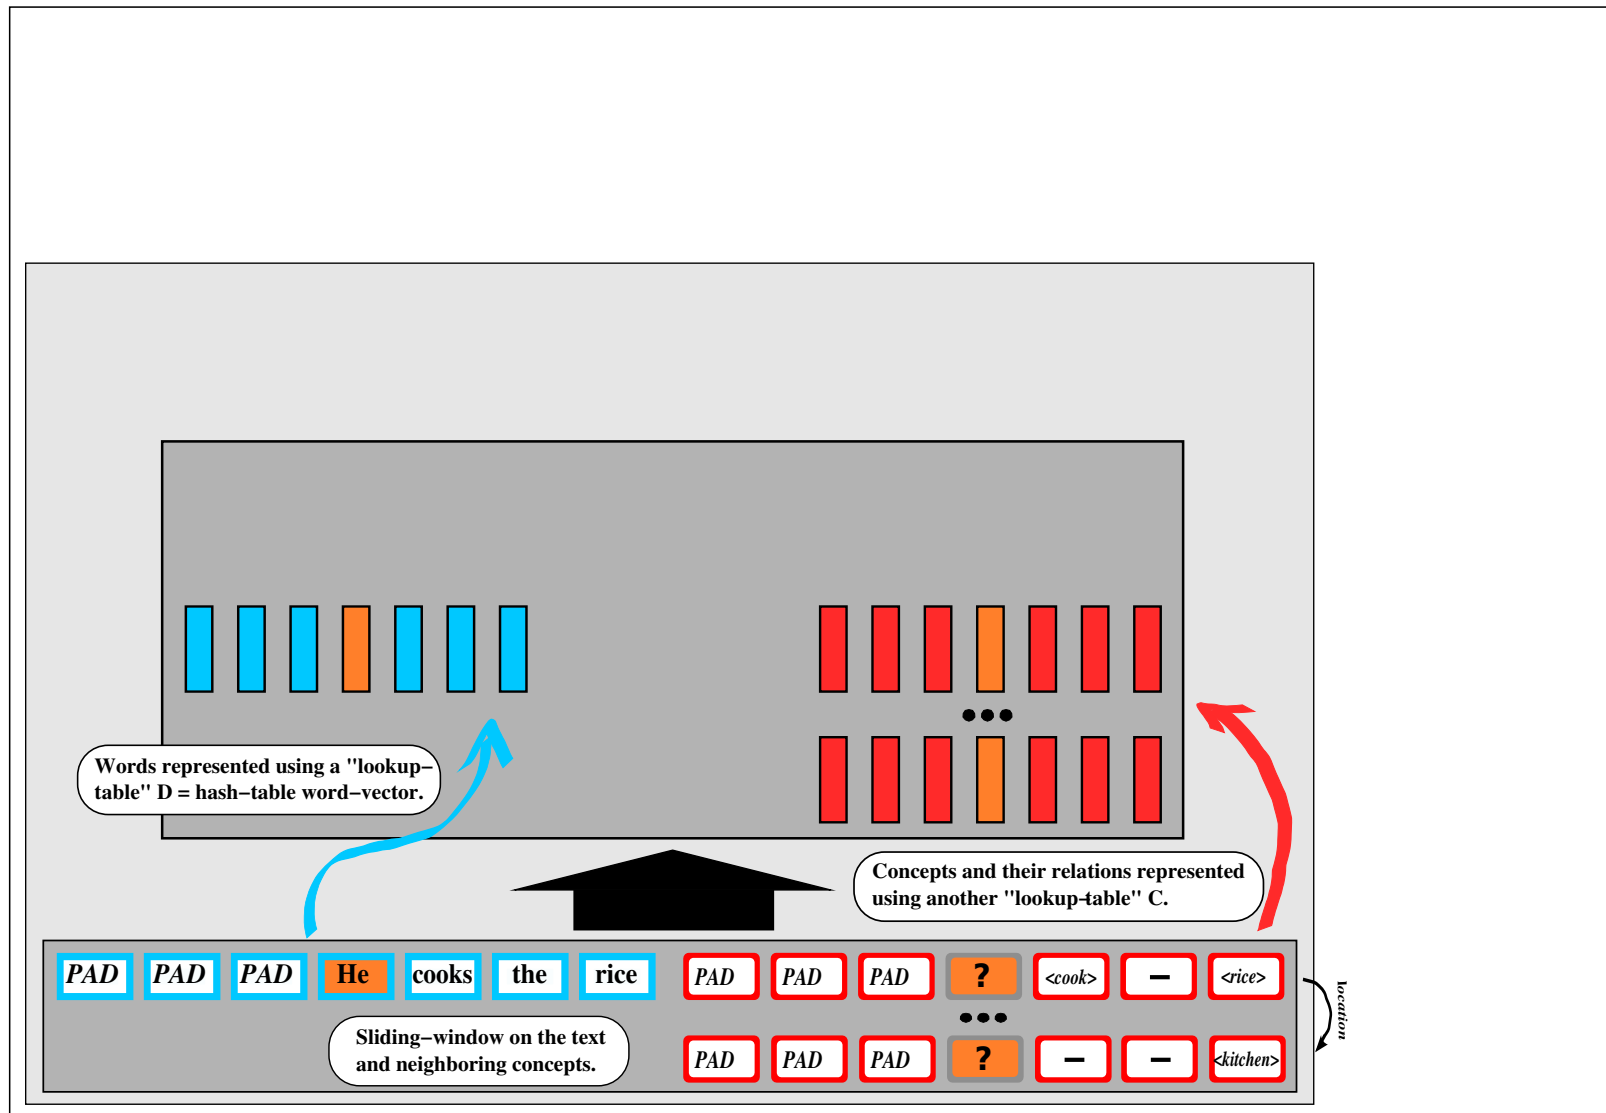 Words represented using a "lookup−
table" D = hash−table word−vector.
Concepts and their relations represented
using another "lookup-table" C.
PAD PAD PAD He cooks the rice PAD PAD PAD ? <cook> − <rice>
location
Sliding−window on the text
and neighboring concepts.
PAD PAD PAD ? − − <kitchen>